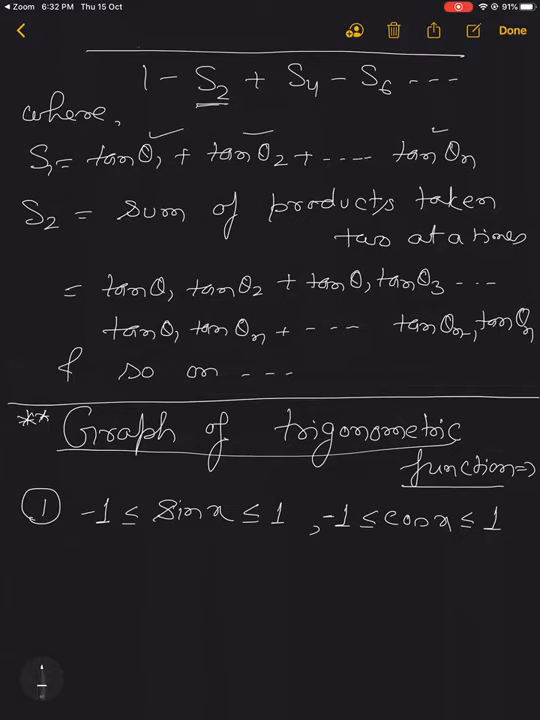 Zoom 6:32 PM Thu 15 Oct 91%
Done
1 - S2 + S4 - S6 ...
where,
S1 = tanθ1 + tanθ2 + .... tanθn
S2 = sum of products taken
two at a times
= tanθ1 tanθ2 + tanθ1 tanθ3 ...
tanθ1 tanθn + .... tanθn-1 tanθn
& so on ...
** Graph of trigonometric
function ⇒
① -1 ≤ sinx ≤ 1 , -1 ≤ cosx ≤ 1